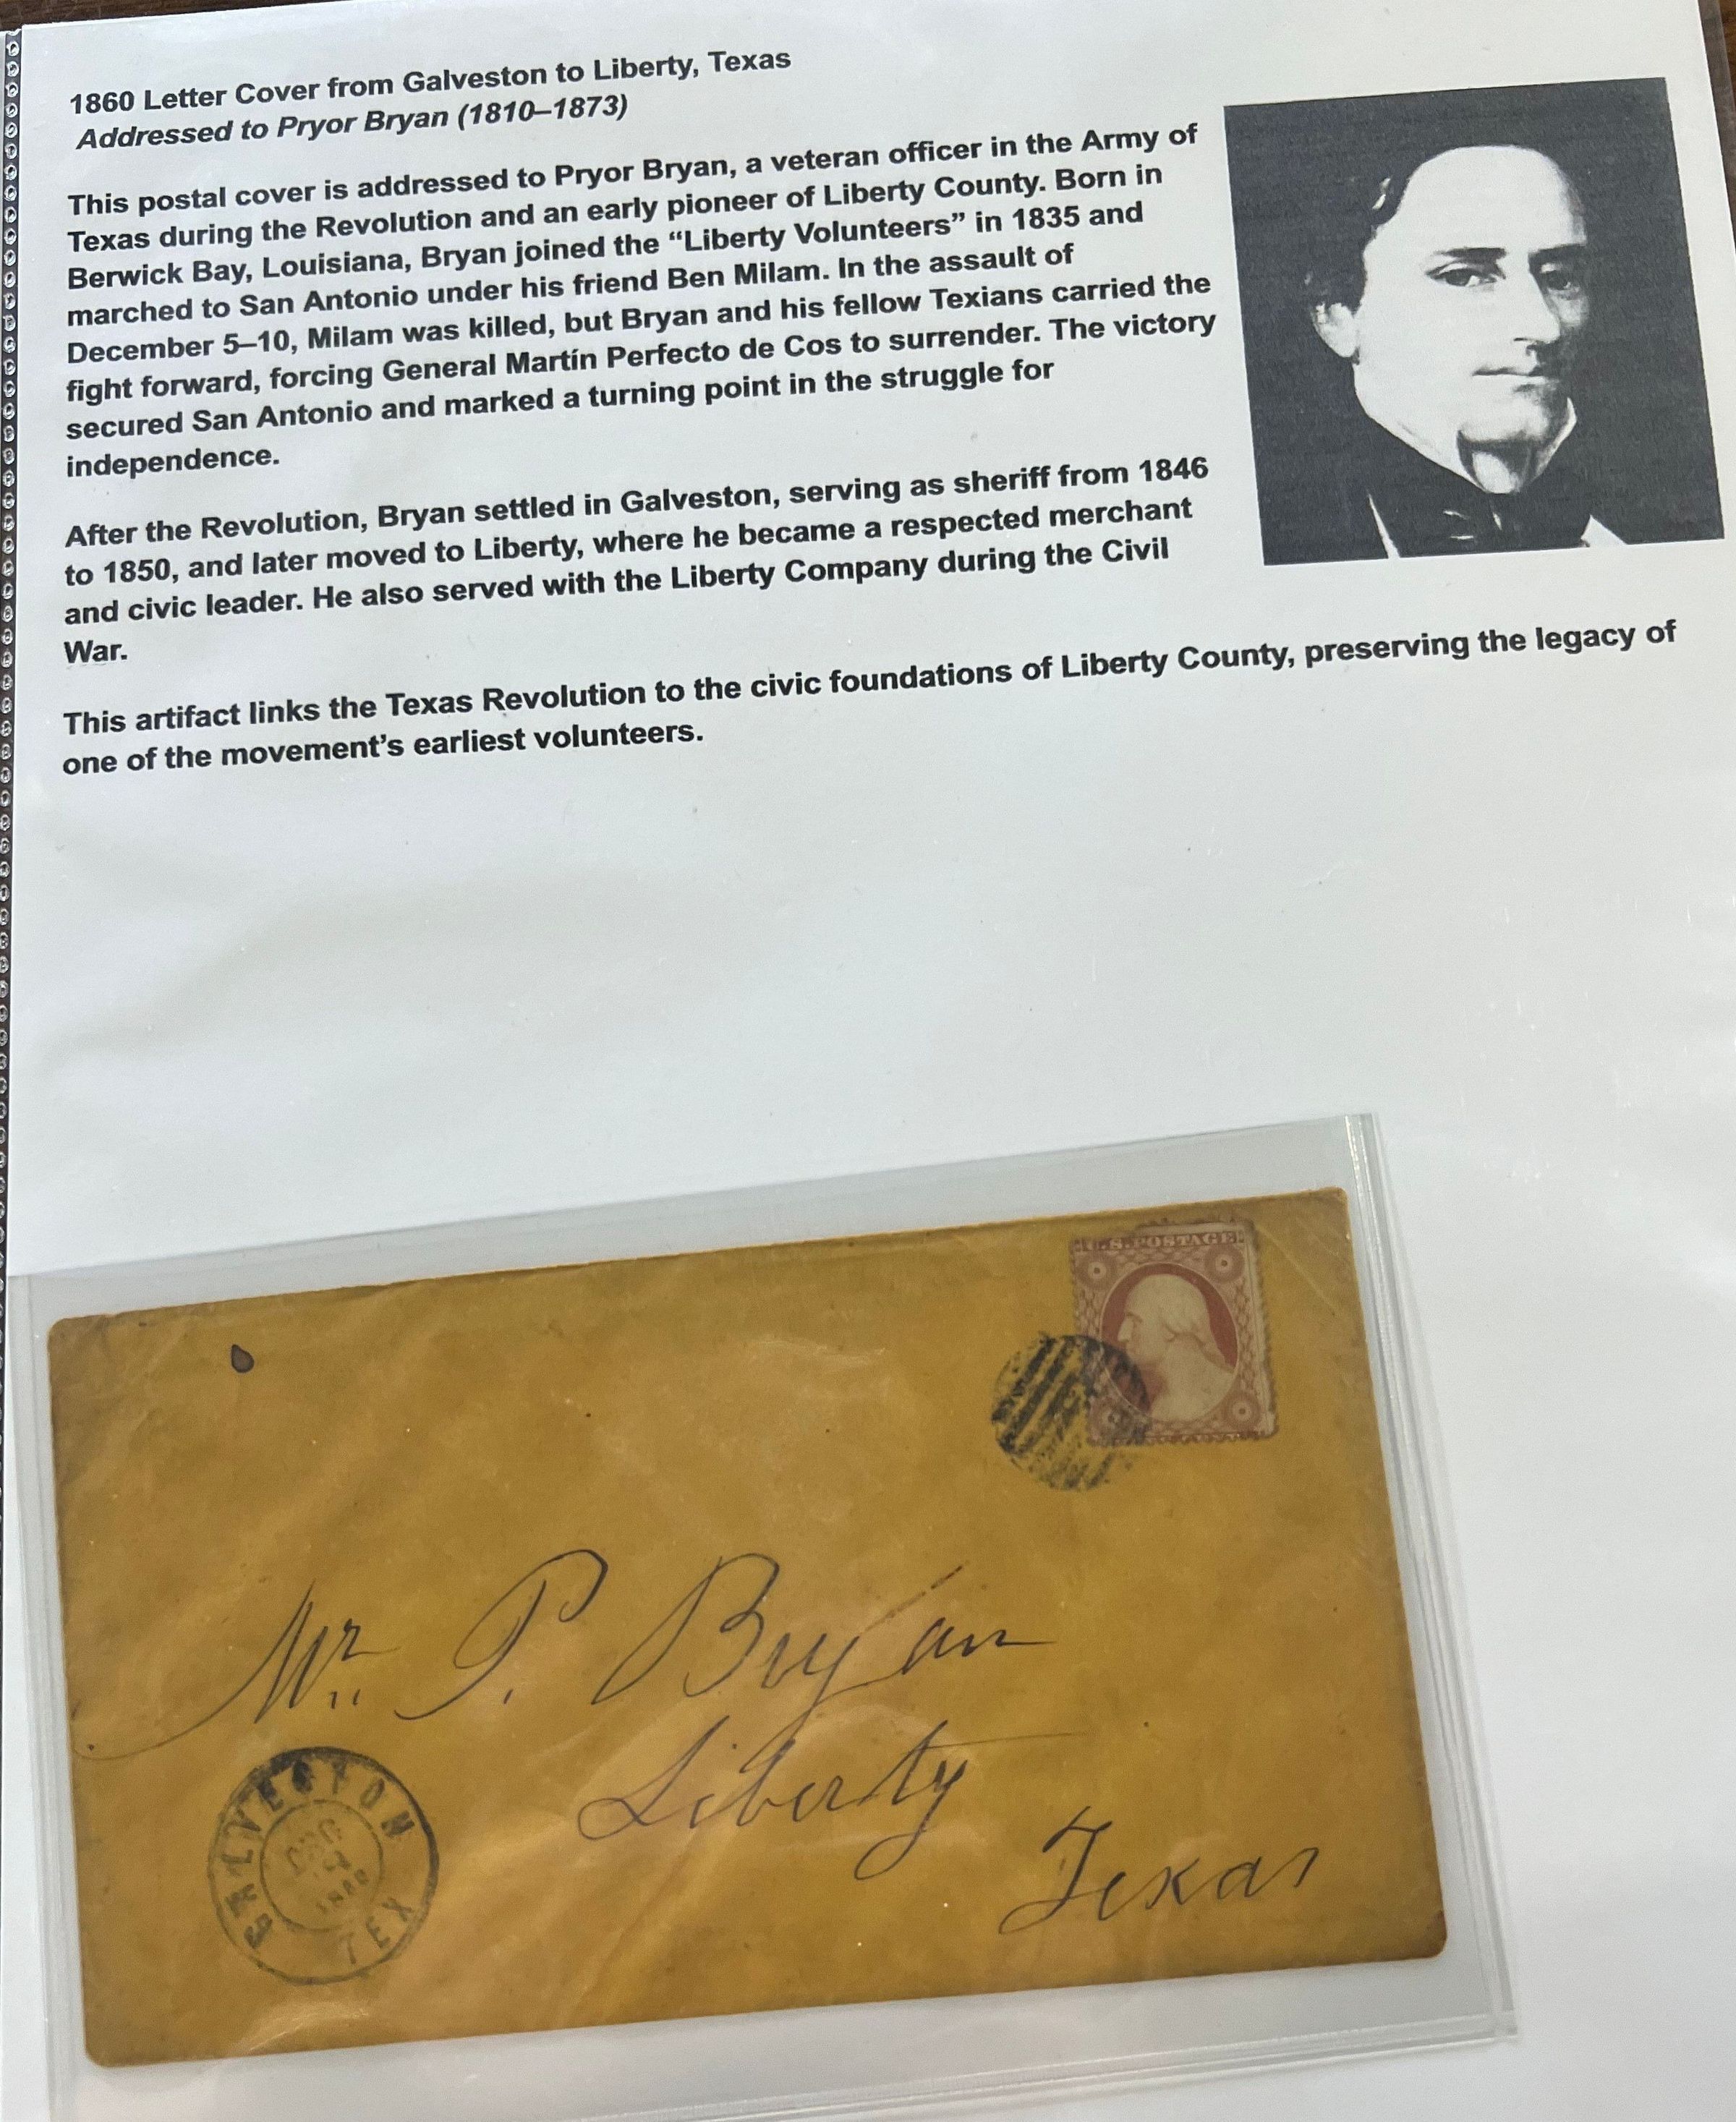 1860 Letter Cover from Galveston to Liberty, Texas
Addressed to Pryor Bryan (1810–1873)
This postal cover is addressed to Pryor Bryan, a veteran officer in the Army of
Texas during the Revolution and an early pioneer of Liberty County. Born in
Berwick Bay, Louisiana, Bryan joined the “Liberty Volunteers” in 1835 and
marched to San Antonio under his friend Ben Milam. In the assault of
December 5–10, Milam was killed, but Bryan and his fellow Texians carried the
fight forward, forcing General Martín Perfecto de Cos to surrender. The victory
secured San Antonio and marked a turning point in the struggle for
independence.
After the Revolution, Bryan settled in Galveston, serving as sheriff from 1846
to 1850, and later moved to Liberty, where he became a respected merchant
and civic leader. He also served with the Liberty Company during the Civil
War.
This artifact links the Texas Revolution to the civic foundations of Liberty County, preserving the legacy of
one of the movement’s earliest volunteers.
U.S. POSTAGE
Mr. P. Bryan
Liberty
Texas
GALVESTON
TEX